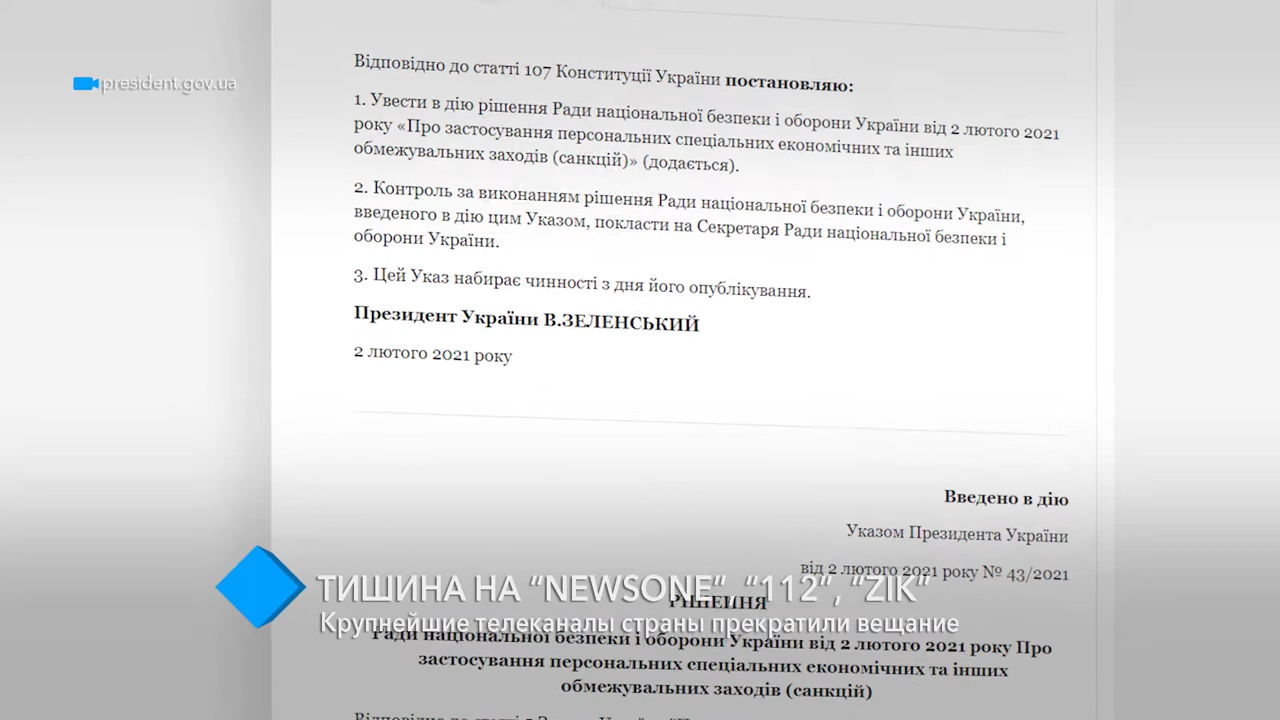 president.gov.ua
Відповідно до статті 107 Конституції України постановляю:
1. Увести в дію рішення Ради національної безпеки і оборони України від 2 лютого 2021
року «Про застосування персональних спеціальних економічних та інших
обмежувальних заходів (санкцій)» (додається).
2. Контроль за виконанням рішення Ради національної безпеки і оборони України,
введеного в дію цим Указом, покласти на Секретаря Ради національної безпеки і
оборони України.
3. Цей Указ набирає чинності з дня його опублікування.
Президент України В.ЗЕЛЕНСЬКИЙ
2 лютого 2021 року
Введено в дію
Указом Президента України
від 2 лютого 2021 року № 43/2021
ТИШИНА НА “NEWSONE”, “112”, “ZIK”
РІШЕННЯ
Крупнейшие телеканалы страны прекратили вещание
Ради національної безпеки і оборони України від 2 лютого 2021 року Про
застосування персональних спеціальних економічних та інших
обмежувальних заходів (санкцій)
Відповідно до статті